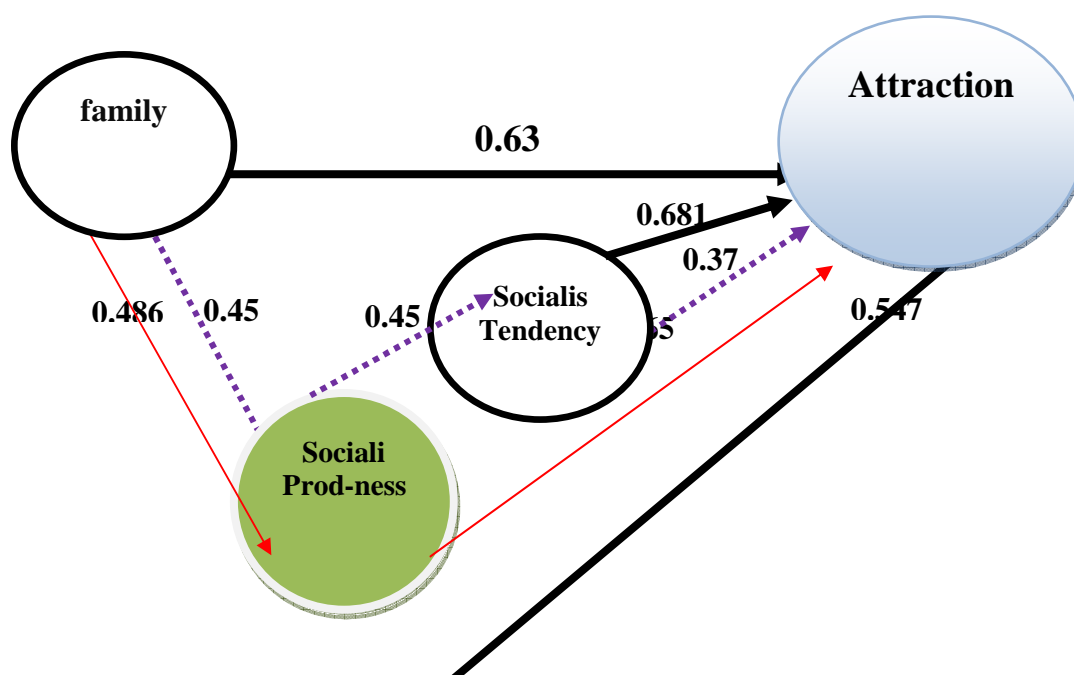 family
Attraction
0.63
0.681
0.37
Socialis
Tendency
0.486
0.45
0.45
0.547
Sociali
Prod-ness